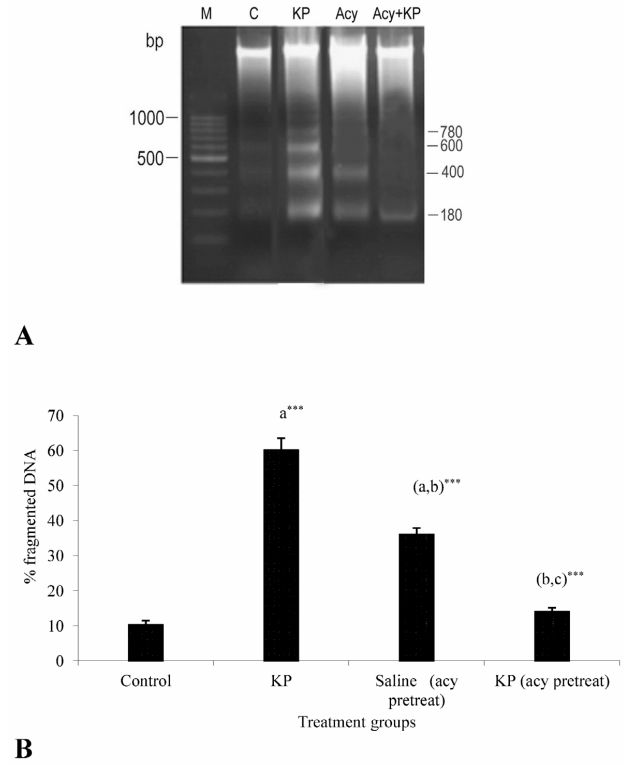 M C KP Acy Acy+KP
bp
1000
780
600
500
400
180
A
70
a***
60
50
(a,b)***
40
30
(b,c)***
20
10
0
% fragmented DNA
Control KP Saline (acy pretreat) KP (acy pretreat)
Treatment groups
B